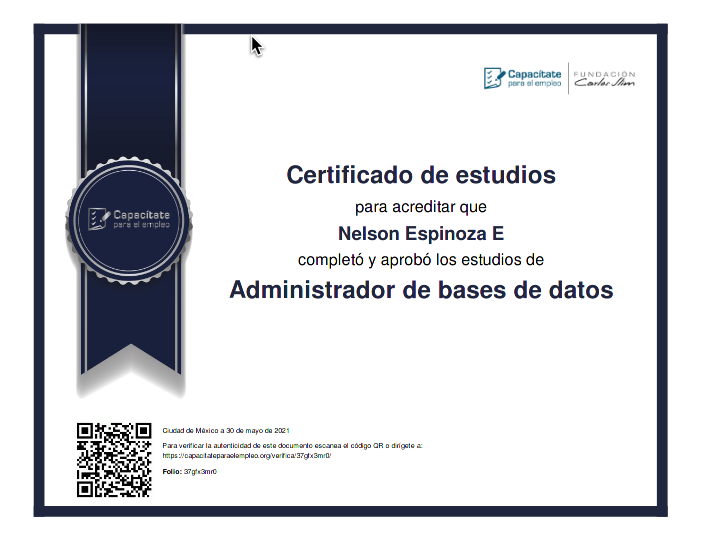 Capacítate
para el empleo
FUNDACIÓN
Carlos Slim
Certificado de estudios
para acreditar que
Capacítate
para el empleo
Nelson Espinoza E
completó y aprobó los estudios de
Administrador de bases de datos
Ciudad de México a 30 de mayo de 2021
Para verificar la autenticidad de este documento escanea el código QR o dirígete a:
https://capacitateparaelempleo.org/verifica/37gfx3mr0/
Folio: 37gfx3mr0